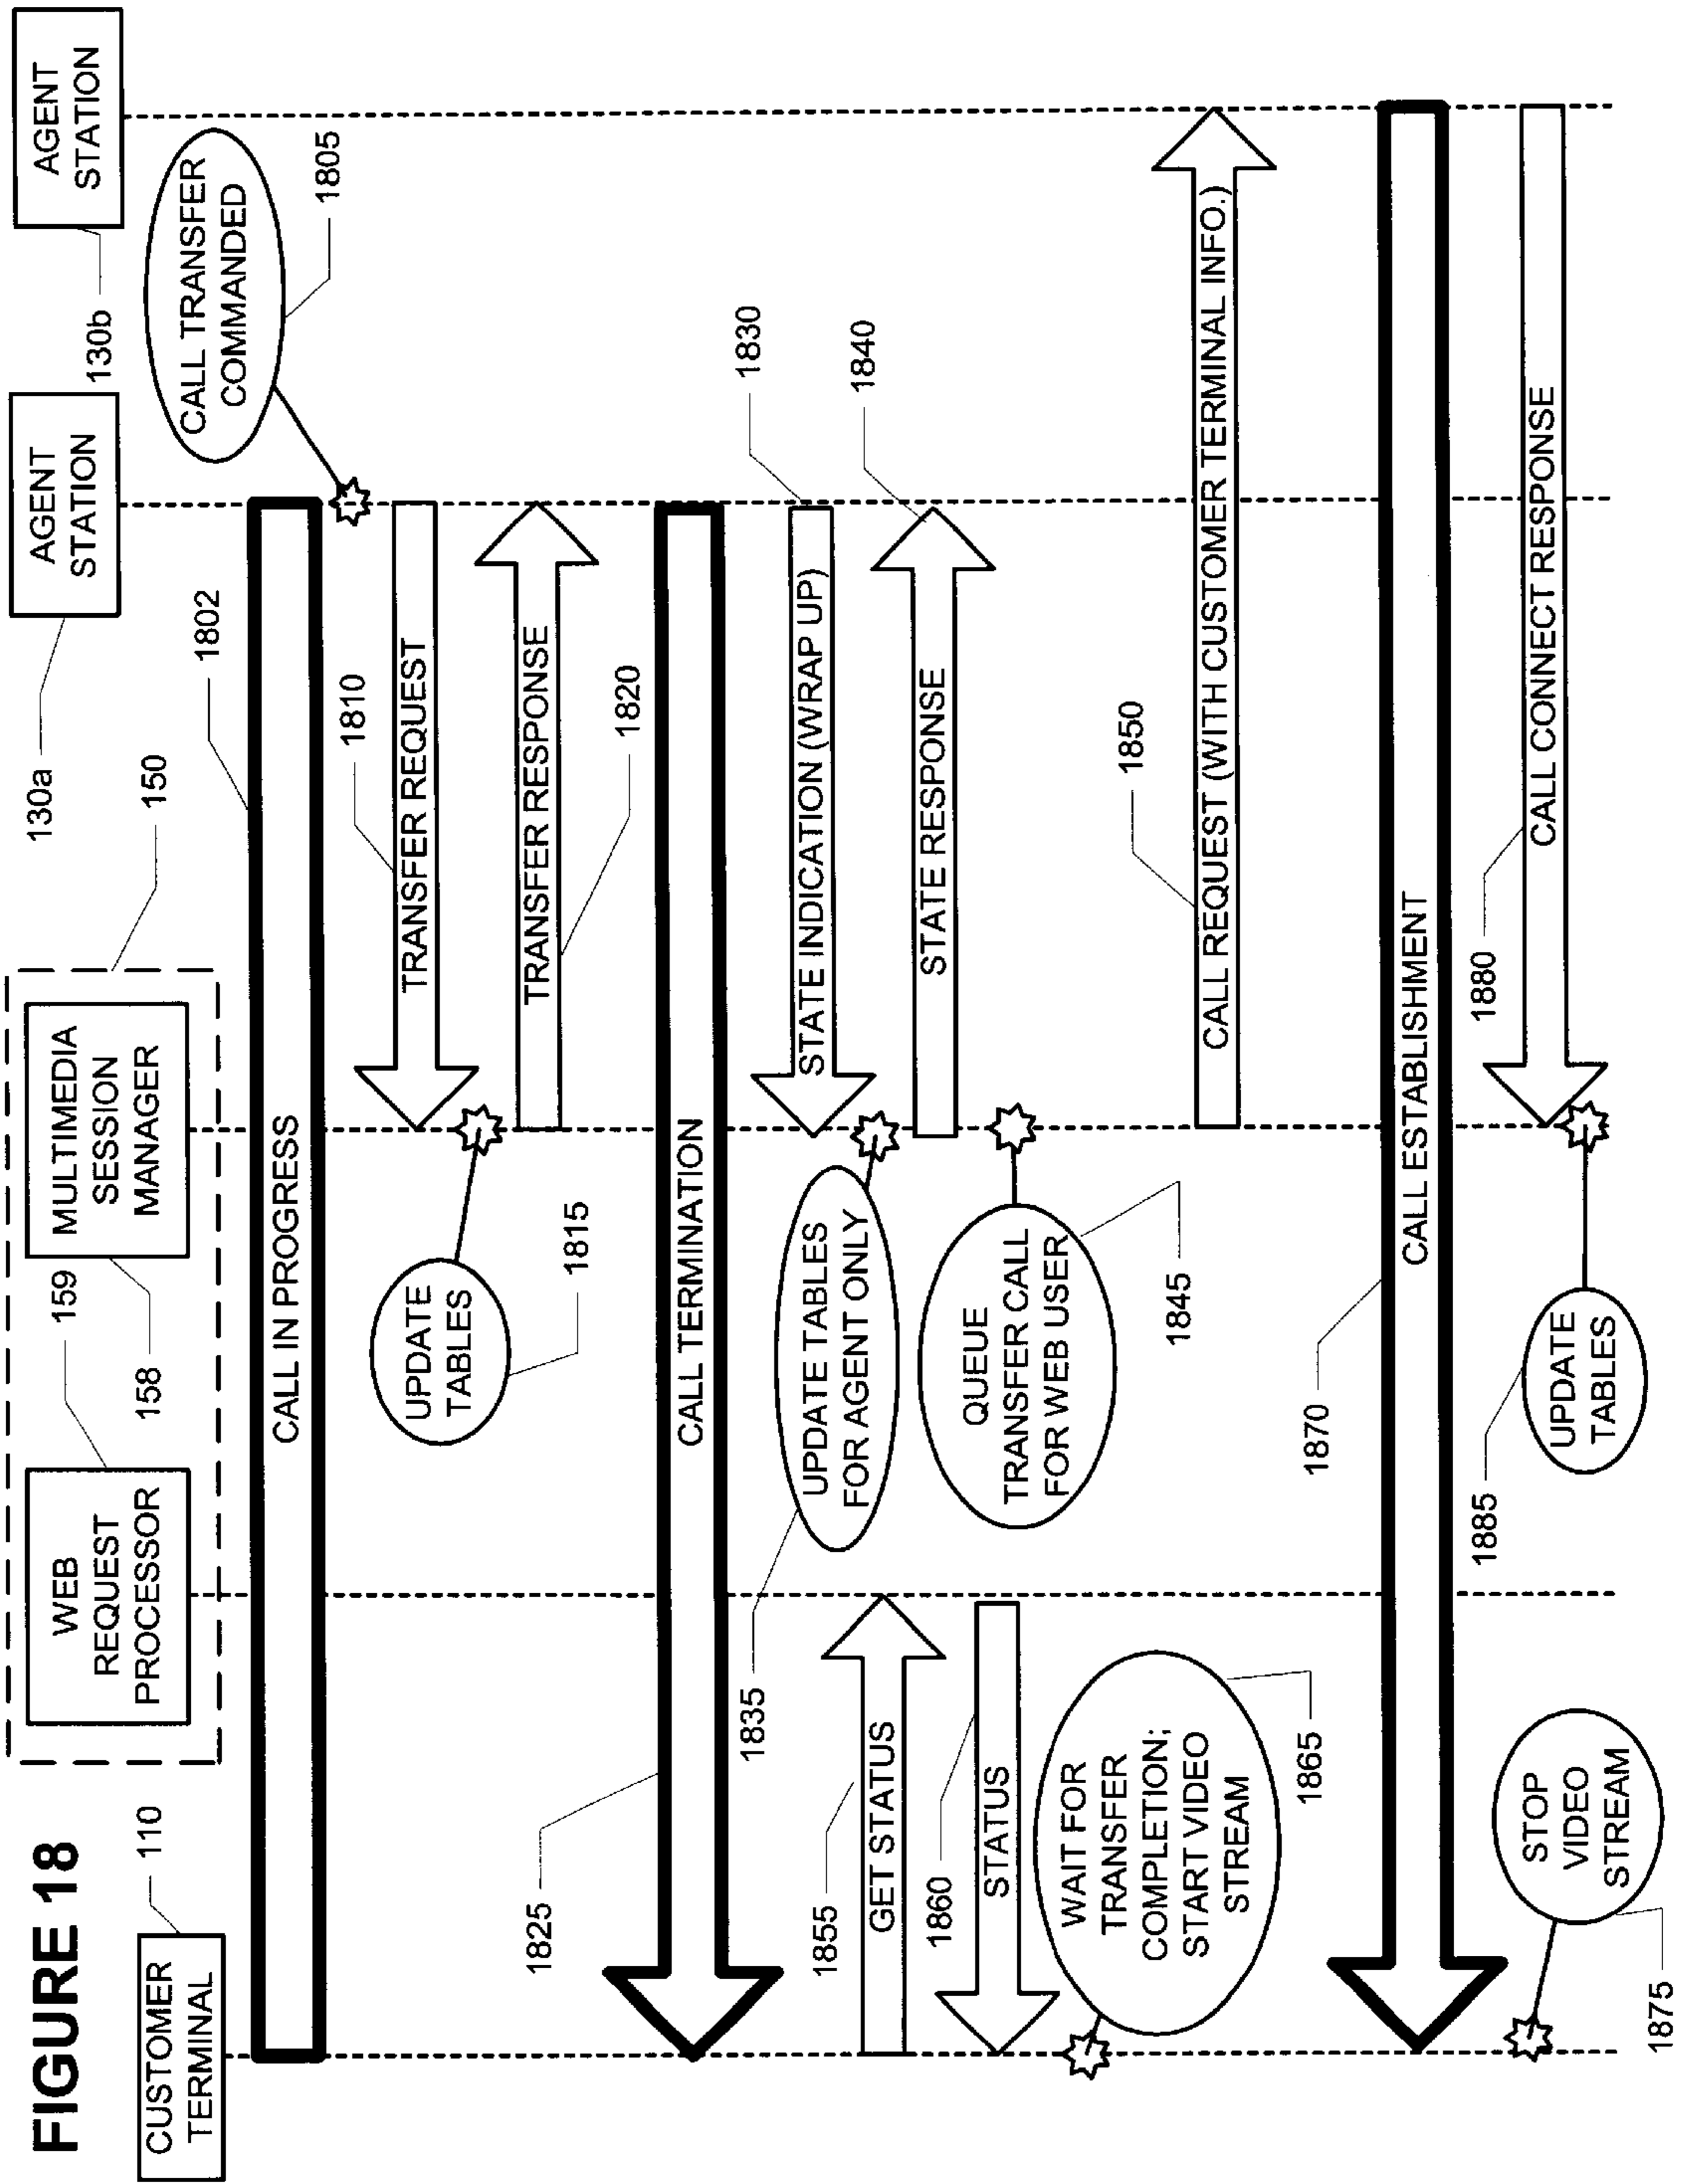 FIGURE 18
CUSTOMER
TERMINAL
110
WEB
REQUEST
PROCESSOR
159
MULTIMEDIA
SESSION
MANAGER
158
150
AGENT
STATION
130a
AGENT
STATION
130b
CALL IN PROGRESS
1802
CALL TRANSFER
COMMANDED
1805
TRANSFER REQUEST
1810
UPDATE
TABLES
1815
TRANSFER RESPONSE
1820
CALL TERMINATION
1825
STATE INDICATION (WRAP UP)
1830
UPDATE TABLES
FOR AGENT ONLY
1835
STATE RESPONSE
1840
QUEUE
TRANSFER CALL
FOR WEB USER
1845
CALL REQUEST (WITH CUSTOMER TERMINAL INFO.)
1850
GET STATUS
1855
STATUS
1860
WAIT FOR
TRANSFER
COMPLETION;
START VIDEO
STREAM
1865
CALL ESTABLISHMENT
1870
STOP
VIDEO
STREAM
1875
CALL CONNECT RESPONSE
1880
UPDATE
TABLES
1885